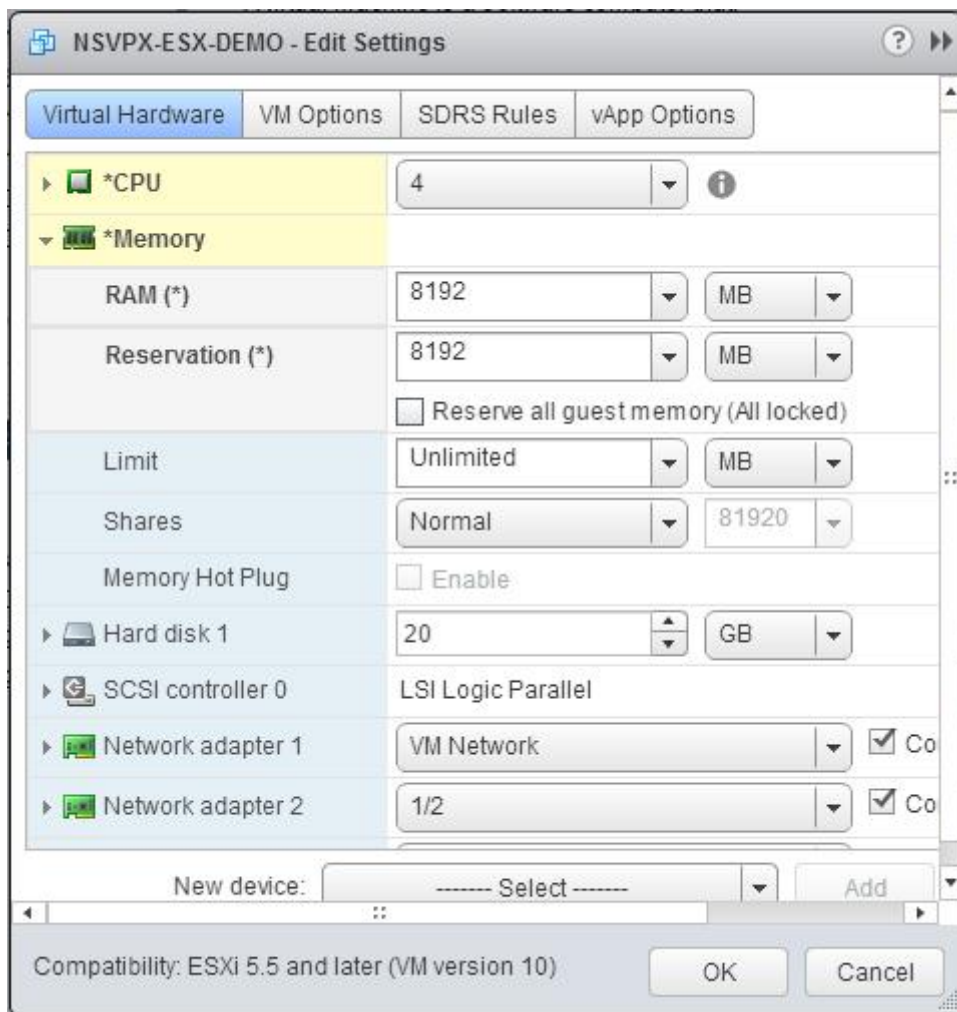 NSVPX-ESX-DEMO - Edit Settings ?
Virtual Hardware VM Options SDRS Rules vApp Options
*CPU 4
*Memory
RAM (*) 8192 MB
Reservation (*) 8192 MB
Reserve all guest memory (All locked)
Limit Unlimited MB
Shares Normal 81920
Memory Hot Plug Enable
Hard disk 1 20 GB
SCSI controller 0 LSI Logic Parallel
Network adapter 1 VM Network Co
Network adapter 2 1/2 Co
New device: ------- Select ------- Add
Compatibility: ESXi 5.5 and later (VM version 10) OK Cancel